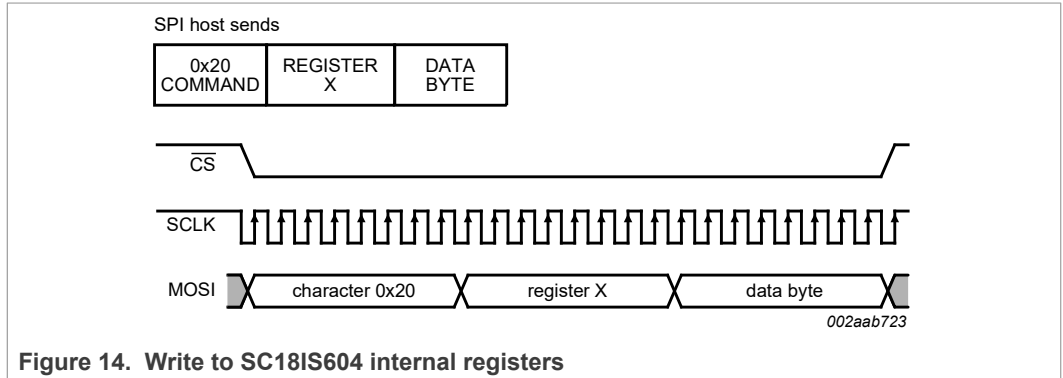 SPI host sends
0x20 COMMAND
REGISTER X
DATA BYTE
CS
SCLK
MOSI
character 0x20
register X
data byte
002aab723
Figure 14. Write to SC18IS604 internal registers